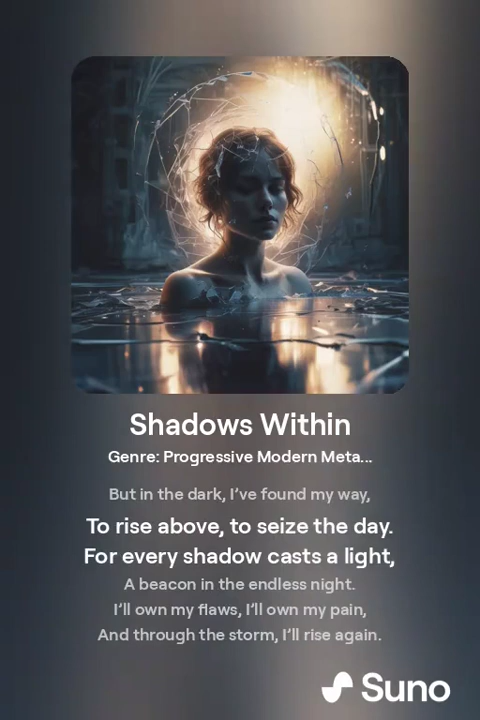 Shadows Within
Genre: Progressive Modern Meta...
But in the dark, I've found my way,
To rise above, to seize the day.
For every shadow casts a light,
A beacon in the endless night.
I'll own my flaws, I'll own my pain,
And through the storm, I'll rise again.
Suno